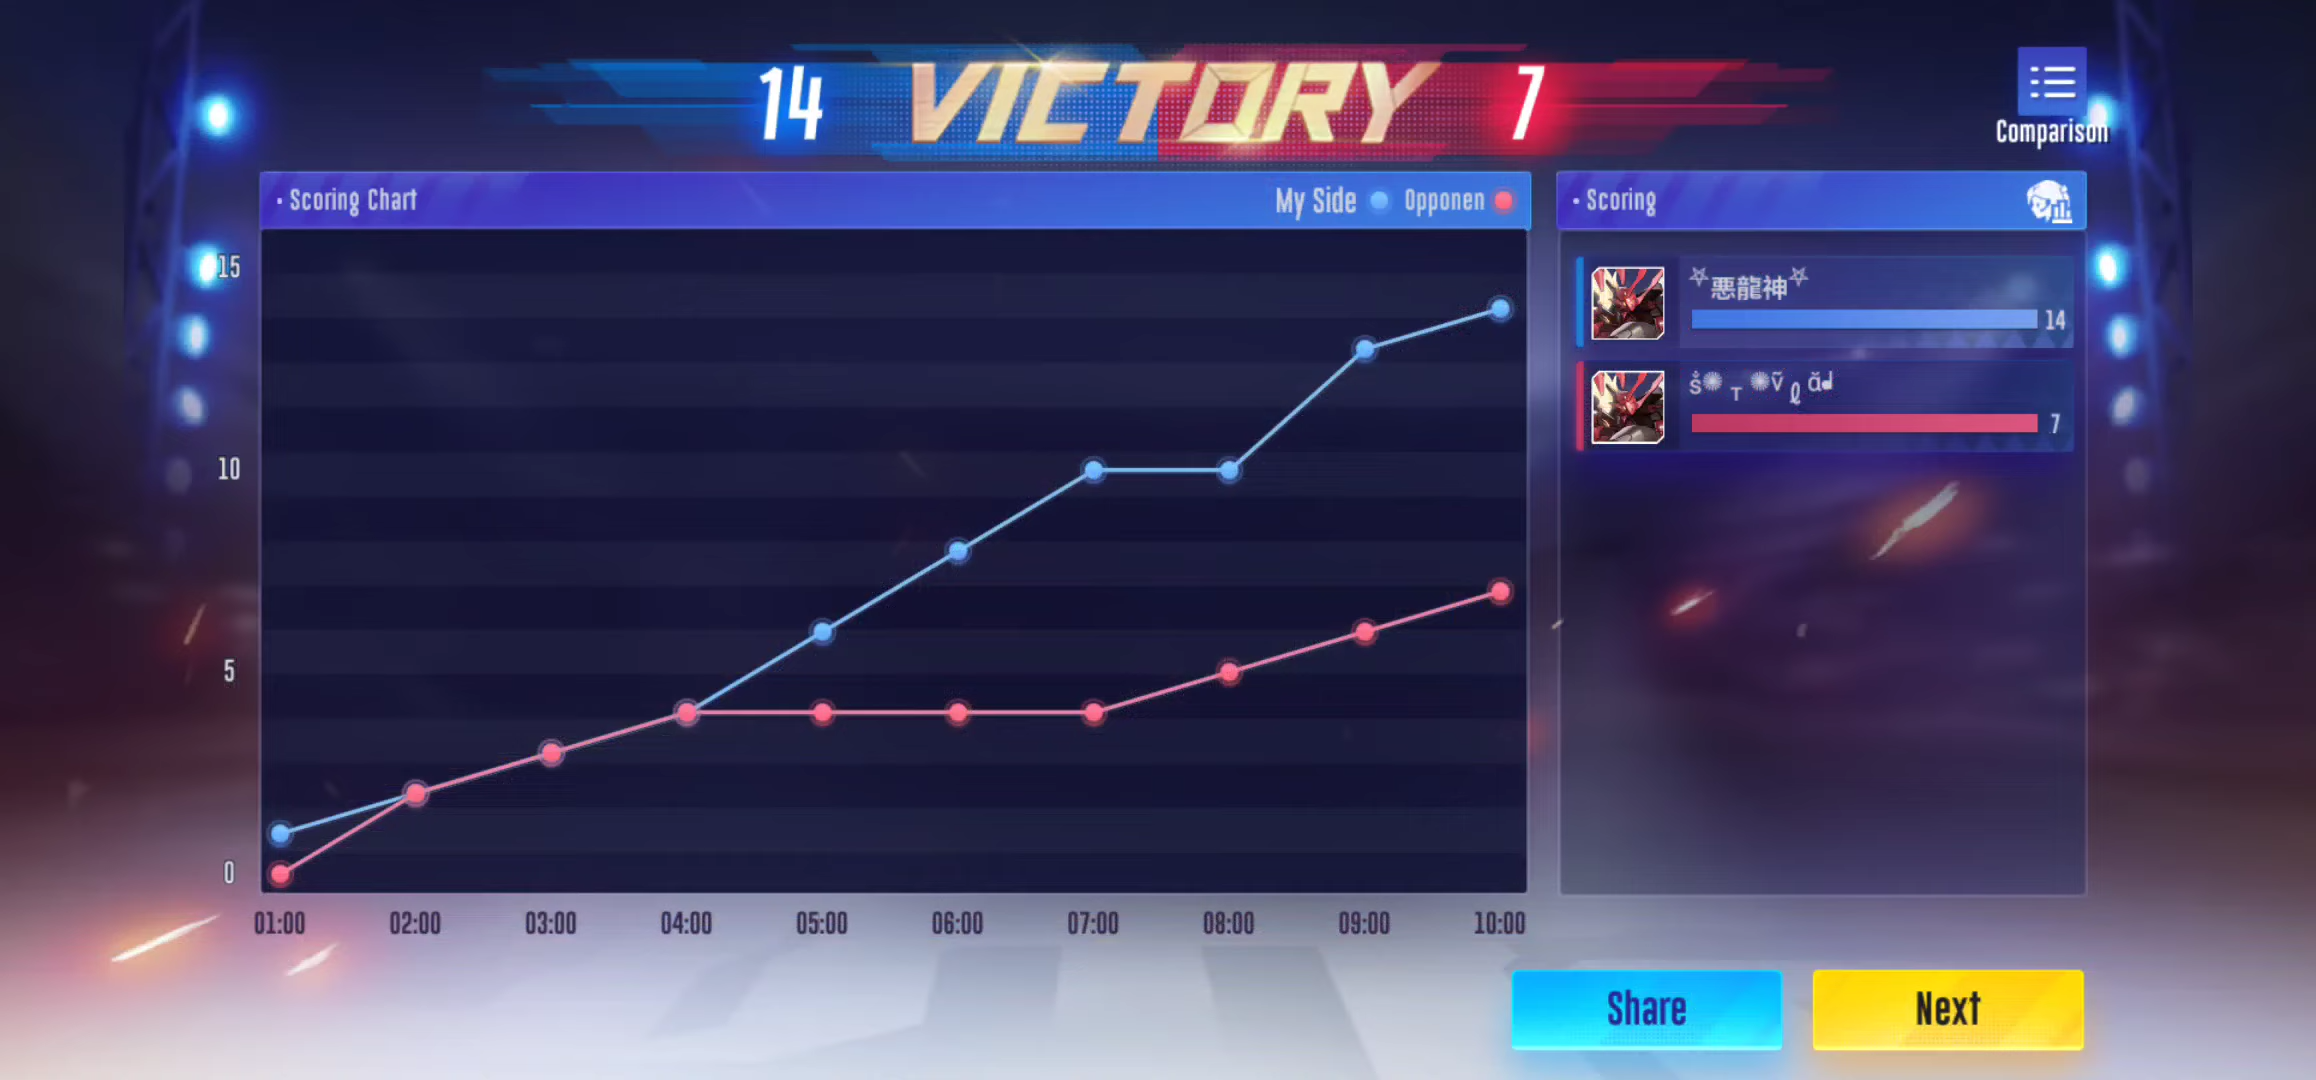 14 VICTORY 7
Comparison
· Scoring Chart
My Side Opponen
· Scoring
15
10
5
0
01:00 02:00 03:00 04:00 05:00 06:00 07:00 08:00 09:00 10:00
⛧悪龍神⛧
14
7
Share
Next